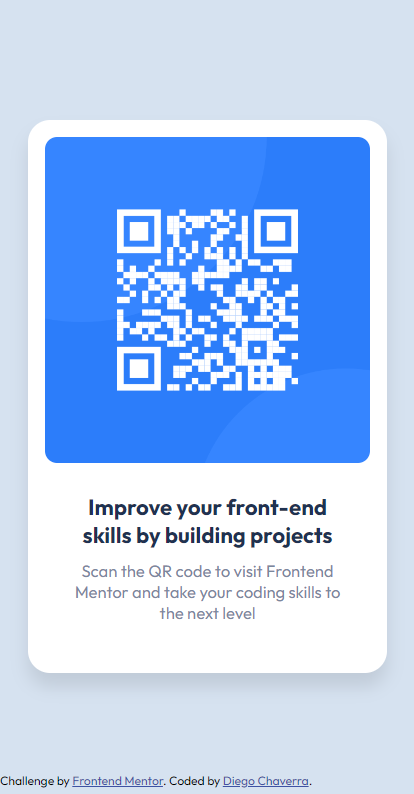 Improve your front-end
skills by building projects
Scan the QR code to visit Frontend
Mentor and take your coding skills to
the next level
Challenge by Frontend Mentor. Coded by Diego Chaverra.